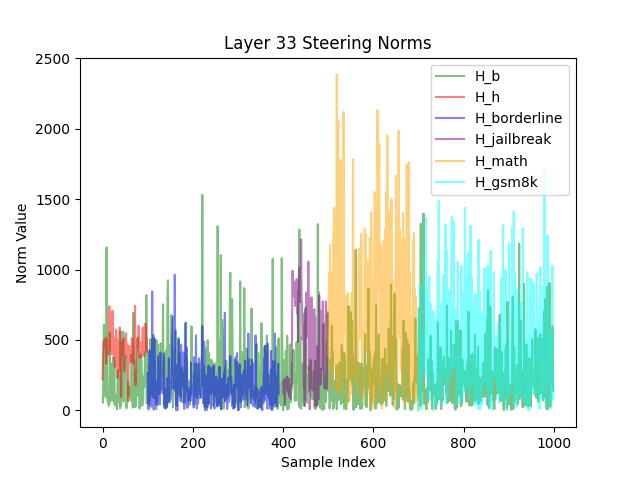 Layer 33 Steering Norms
2500
2000
1500
1000
500
0
Norm Value
H_b
H_h
H_borderline
H_jailbreak
H_math
H_gsm8k
0 200 400 600 800 1000
Sample Index